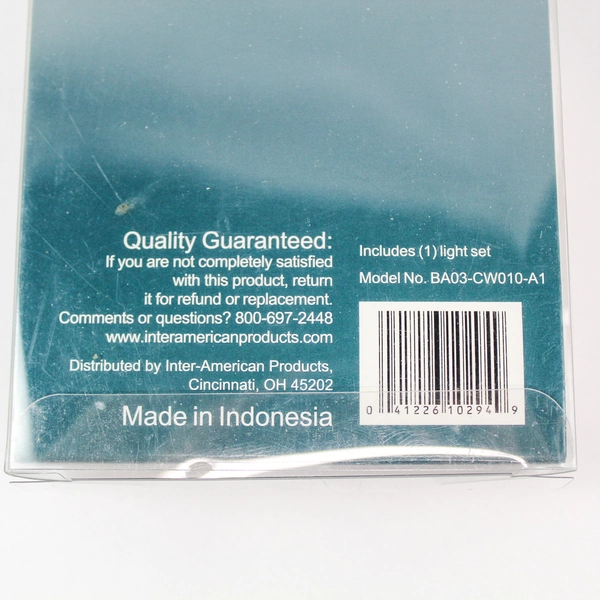 Quality Guaranteed:
If you are not completely satisfied
with this product, return
it for refund or replacement.
Comments or questions? 800-697-2448
www.interamericanproducts.com
Distributed by Inter-American Products,
Cincinnati, OH 45202
Made in Indonesia
Includes (1) light set
Model No. BA03-CW010-A1
0 41226 10294 9